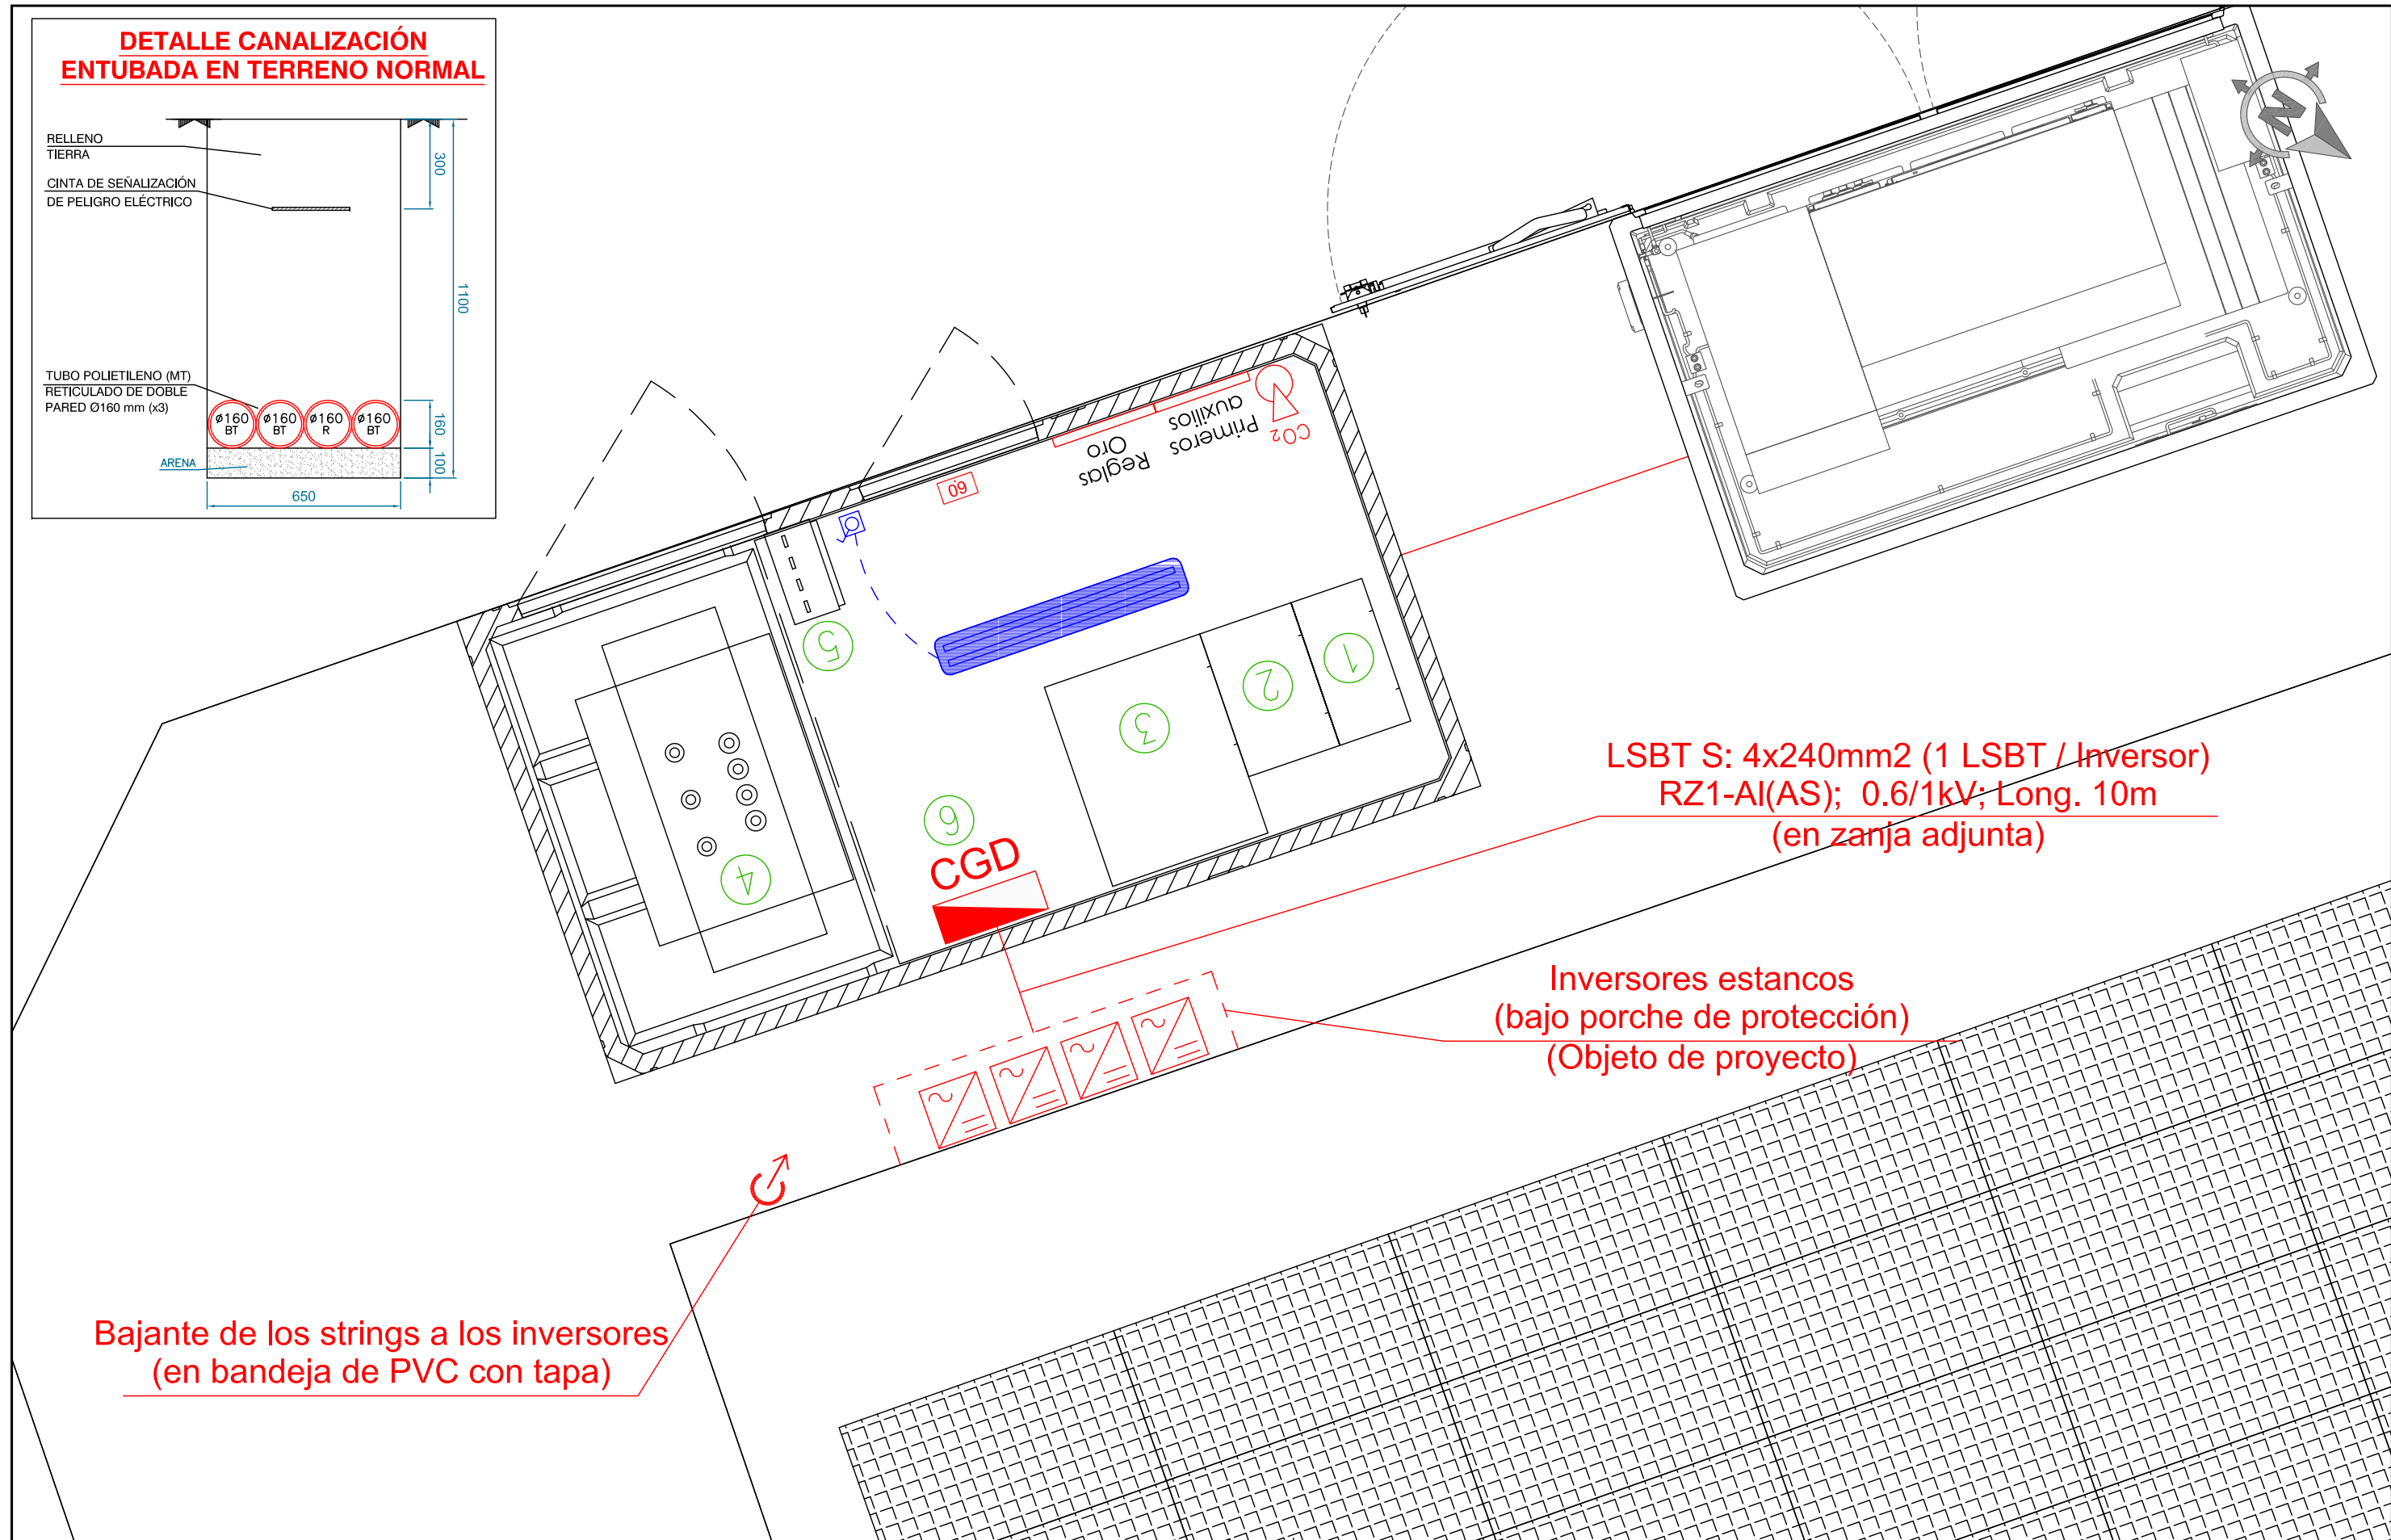 DETALLE CANALIZACIÓN
ENTUBADA EN TERRENO NORMAL
RELLENO
TIERRA
CINTA DE SEÑALIZACIÓN
DE PELIGRO ELÉCTRICO
TUBO POLIETILENO (MT)
RETICULADO DE DOBLE
PARED Ø160 mm (x3)
ARENA
ø160
BT
ø160
BT
ø160
R
ø160
BT
300
1100
160
100
650
N
CO2
Primeros
auxilios
Reglas
Oro
60
5
1
2
3
6
4
CGD
LSBT S: 4x240mm2 (1 LSBT / Inversor)
RZ1-Al(AS); 0.6/1kV; Long. 10m
(en zanja adjunta)
Inversores estancos
(bajo porche de protección)
(Objeto de proyecto)
Bajante de los strings a los inversores
(en bandeja de PVC con tapa)